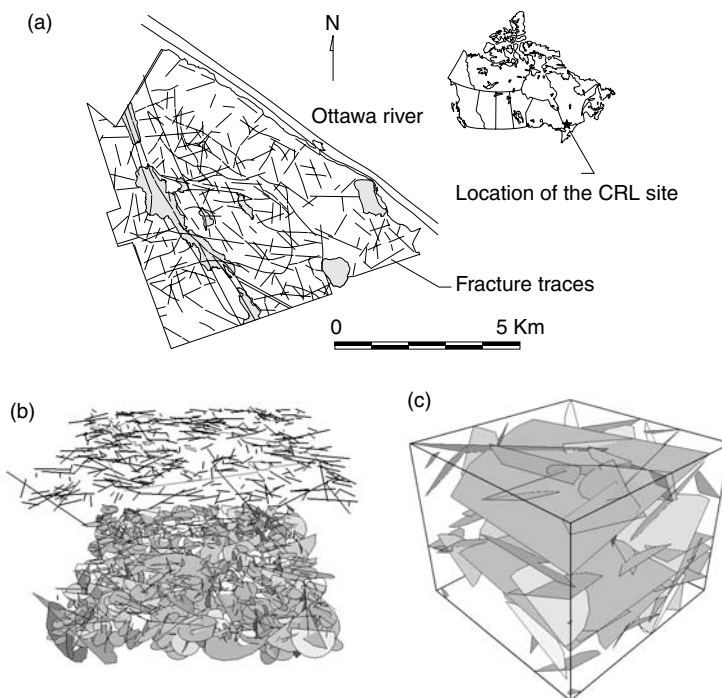 (a)
N
Ottawa river
Location of the CRL site
Fracture traces
0 5 Km
(b)
(c)